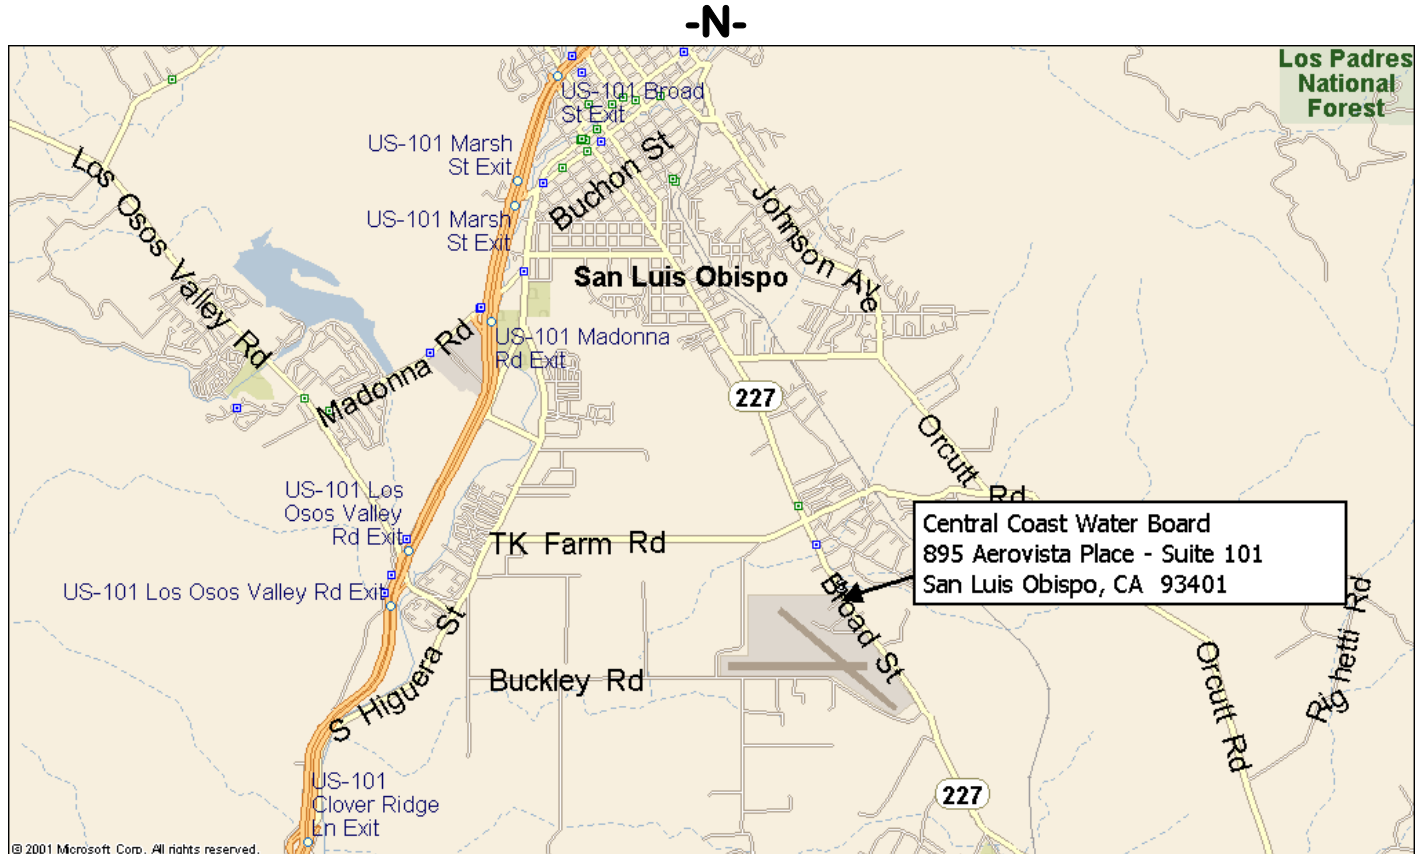 -N-
Los Padres
National
Forest
US-101 Broad
St Exit
US-101 Marsh
St Exit
Buchon St
Los Osos Valley Rd
US-101 Marsh
St Exit
Johnson Ave
San Luis Obispo
Madonna Rd
US-101 Madonna
Rd Exit
227
Orcutt Rd
US-101 Los
Osos Valley
Rd Exit
Central Coast Water Board
895 Aerovista Place - Suite 101
San Luis Obispo, CA 93401
TK Farm Rd
US-101 Los Osos Valley Rd Exit
Broad St
S Higuera St
Buckley Rd
Orcutt Rd
Righetti Rd
US-101
Clover Ridge
Ln Exit
227
© 2001 Microsoft Corp. All rights reserved.